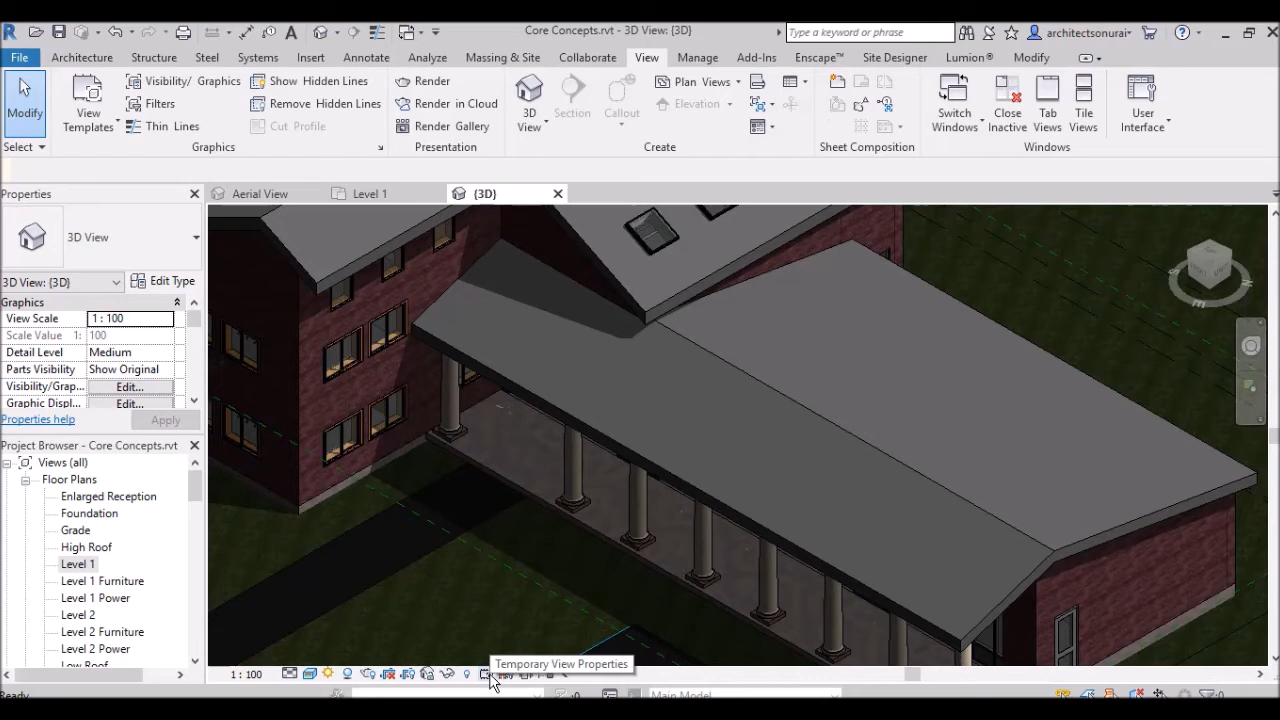 Core Concepts.rvt - 3D View: {3D}
Type a keyword or phrase
architectsonurai
File Architecture Structure Steel Systems Insert Annotate Analyze Massing & Site Collaborate View Manage Add-Ins Enscape™ Site Designer Lumion® Modify
Modify
Select
View Templates
Visibility/ Graphics
Filters
Thin Lines
Show Hidden Lines
Remove Hidden Lines
Cut Profile
Graphics
Render
Render in Cloud
Render Gallery
Presentation
3D View
Section
Callout
Plan Views
Elevation
Create
Sheet Composition
Switch Windows
Close Inactive
Tab Views
Tile Views
Windows
User Interface
Properties
Aerial View
Level 1
{3D}
3D View
3D View: {3D}
Edit Type
Graphics
View Scale 1 : 100
Scale Value 1: 100
Detail Level Medium
Parts Visibility Show Original
Visibility/Grap... Edit...
Graphic Displ... Edit...
Properties help
Apply
Project Browser - Core Concepts.rvt
Views (all)
Floor Plans
Enlarged Reception
Foundation
Grade
High Roof
Level 1
Level 1 Furniture
Level 1 Power
Level 2
Level 2 Furniture
Level 2 Power
Low Roof
1 : 100
Temporary View Properties
Ready
Main Model